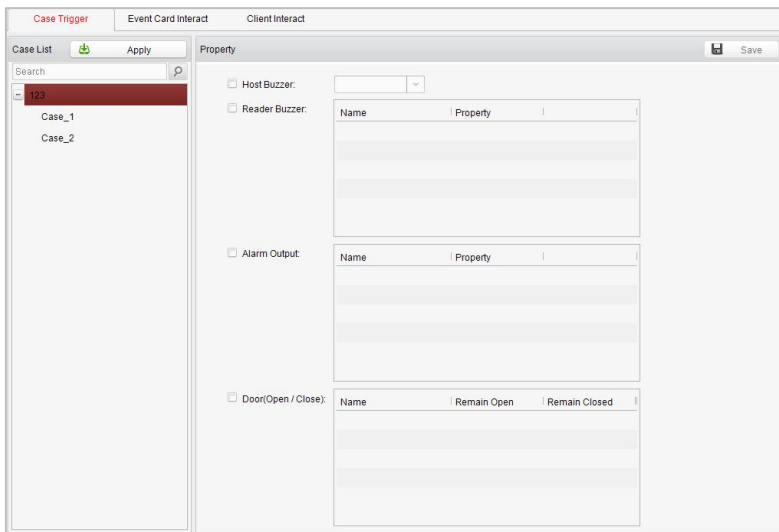 Case Trigger Event Card Interact Client Interact
Case List Apply Property Save
Search
123
Case_1
Case_2
Host Buzzer:
Reader Buzzer: Name Property
Alarm Output: Name Property
Door(Open / Close): Name Remain Open Remain Closed